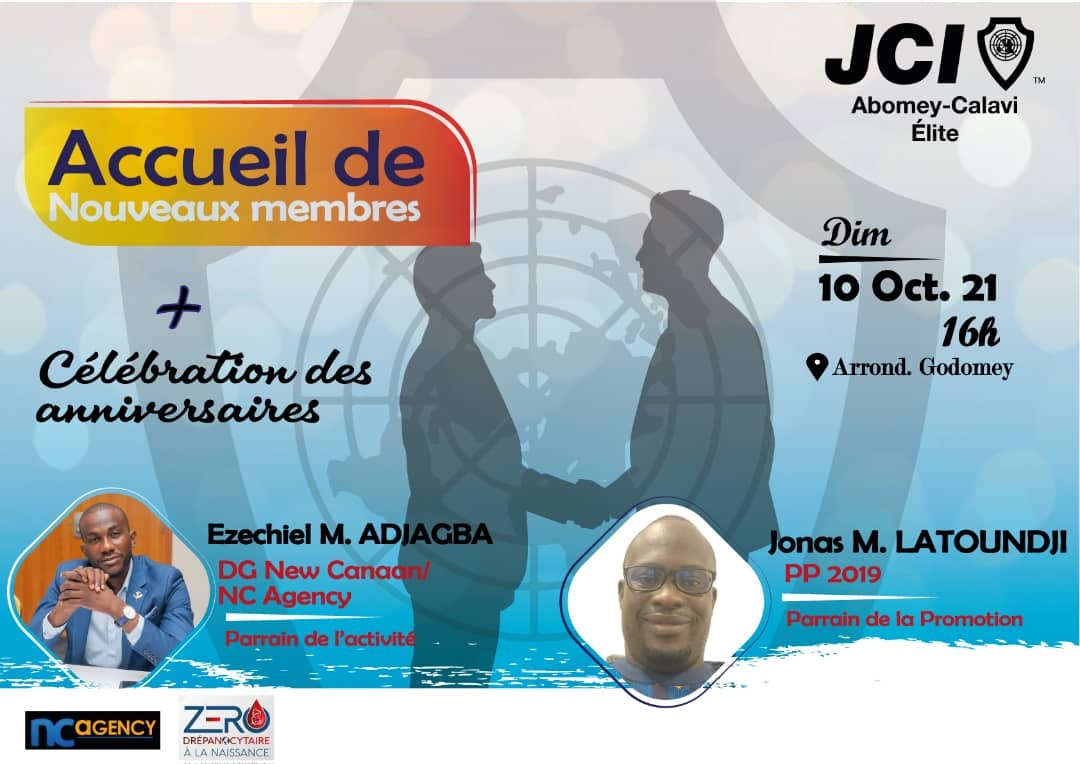 JCI
TM
Abomey-Calavi
Élite
Accueil de
Nouveaux membres
+
Célébration des
anniversaires
Dim
10 Oct. 21
16h
Arrond. Godomey
Ezechiel M. ADJAGBA
DG New Canaan/
NC Agency
Parrain de l'activité
Jonas M. LATOUNDJI
PP 2019
Parrain de la Promotion
nc AGENCY
ZERO
DRÉPANOCYTAIRE
À LA NAISSANCE